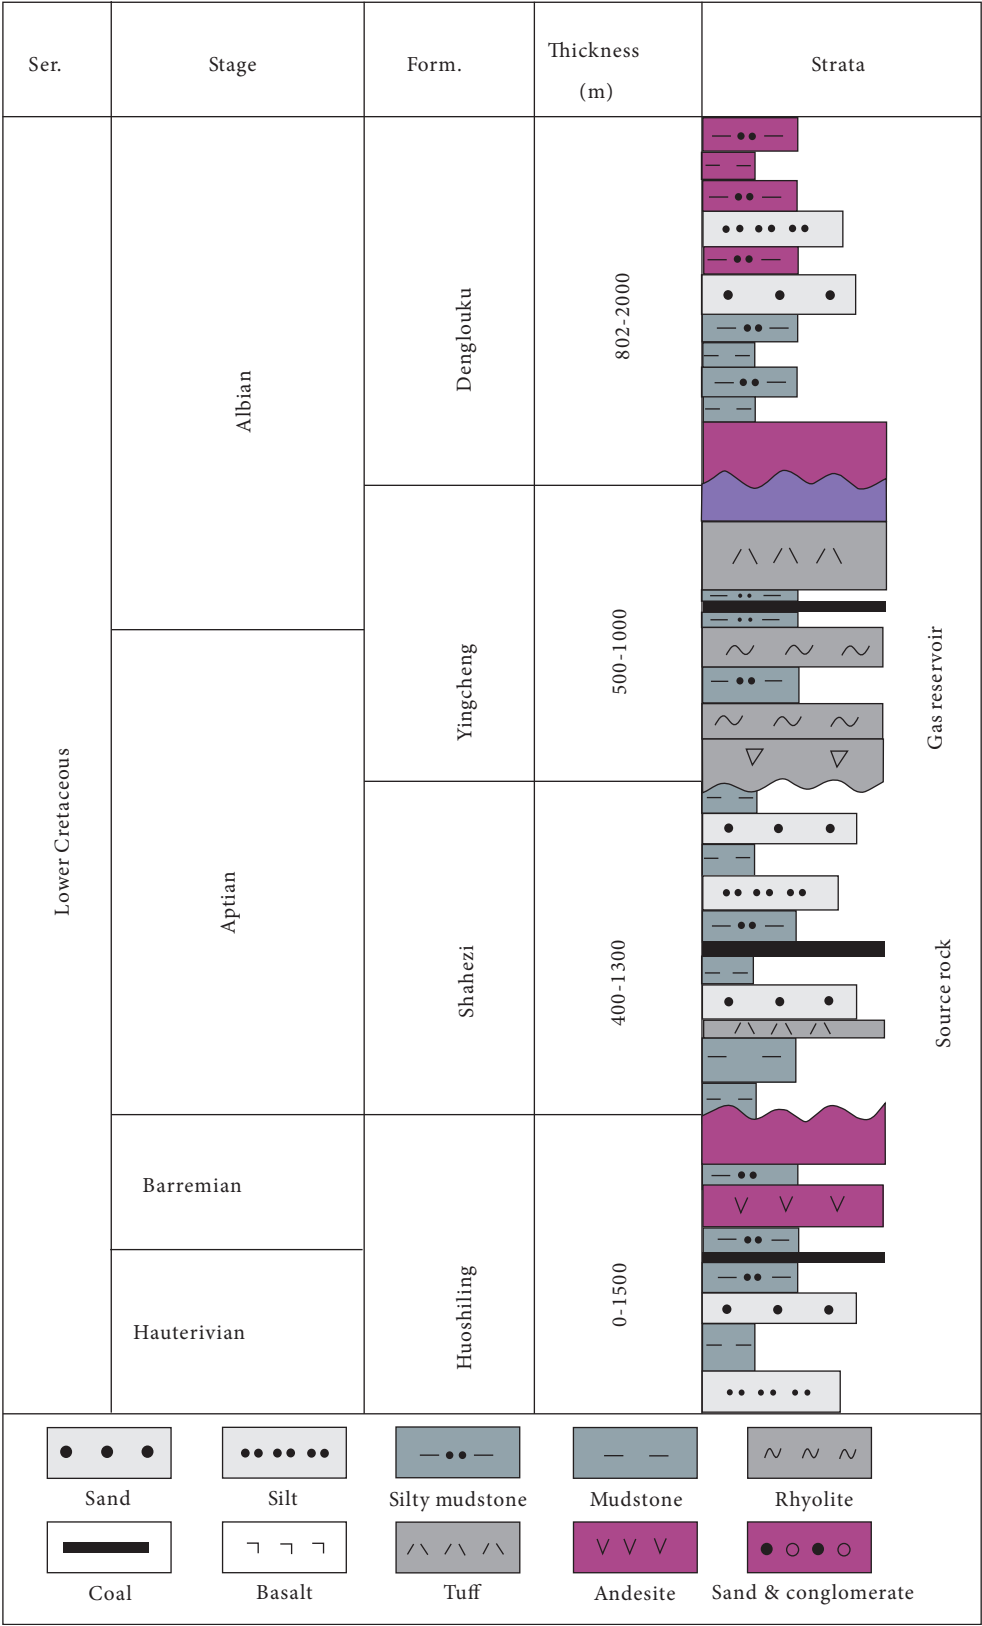 Ser.
Stage
Form.
Thickness
(m)
Strata
Lower Cretaceous
Albian
Aptian
Barremian
Hauterivian
Denglouku
Yingcheng
Shahezi
Huoshiling
802-2000
500-1000
400-1300
0-1500
Gas reservoir
Source rock
Sand
Silt
Silty mudstone
Mudstone
Rhyolite
Coal
Basalt
Tuff
Andesite
Sand & conglomerate